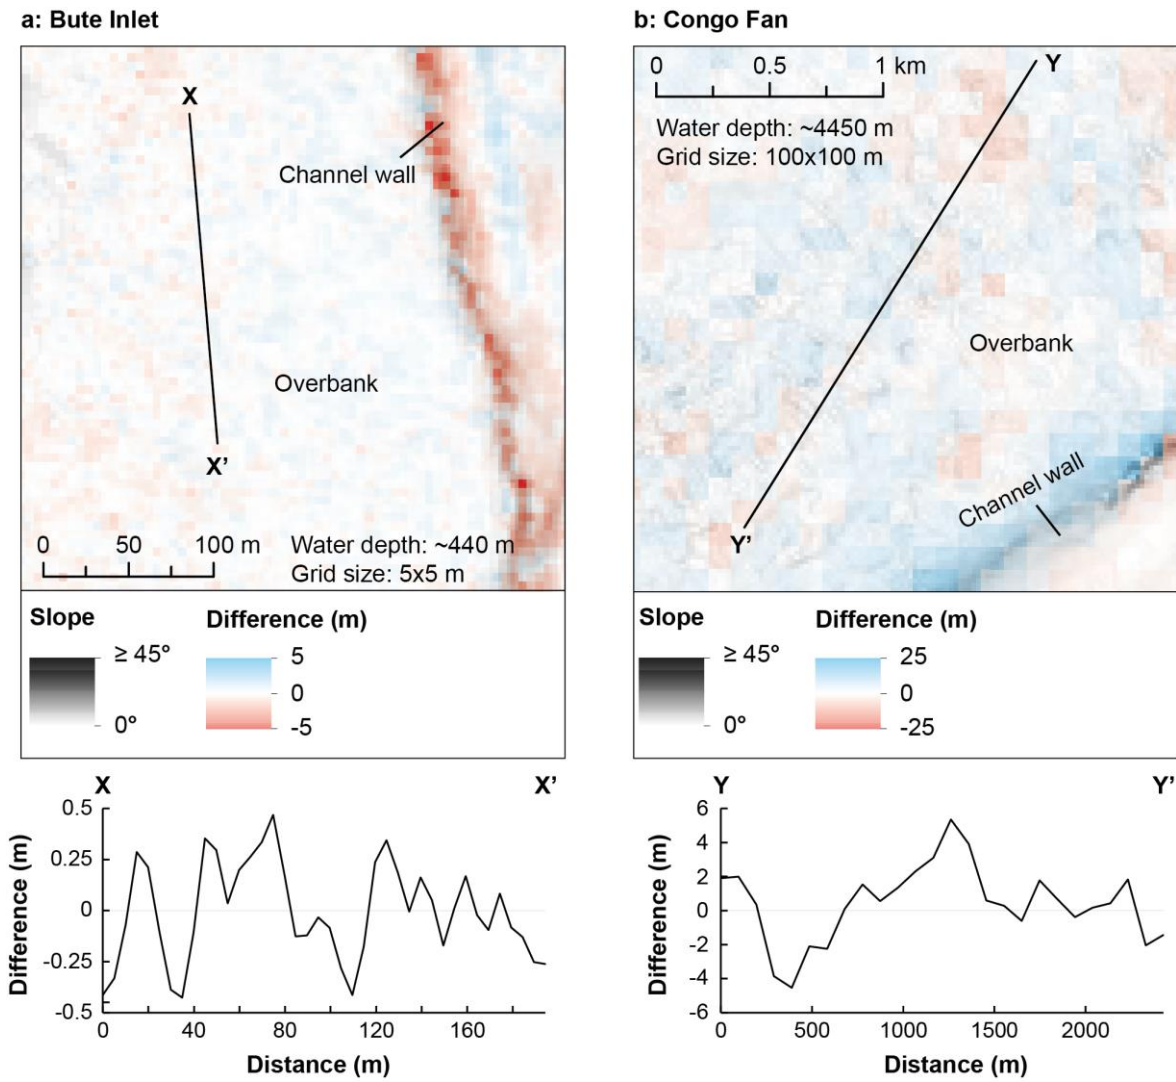 a: Bute Inlet
X
Channel wall
Overbank
X'
0 50 100 m
Water depth: ~440 m
Grid size: 5x5 m
Slope
≥ 45°
0°
Difference (m)
5
0
-5
X X'
0.5
0.25
0
-0.25
-0.5
Difference (m)
0 40 80 120 160
Distance (m)
b: Congo Fan
0 0.5 1 km
Y
Water depth: ~4450 m
Grid size: 100x100 m
Overbank
Channel wall
Y'
Slope
≥ 45°
0°
Difference (m)
25
0
-25
Y Y'
6
4
2
0
-2
-4
-6
Difference (m)
0 500 1000 1500 2000
Distance (m)